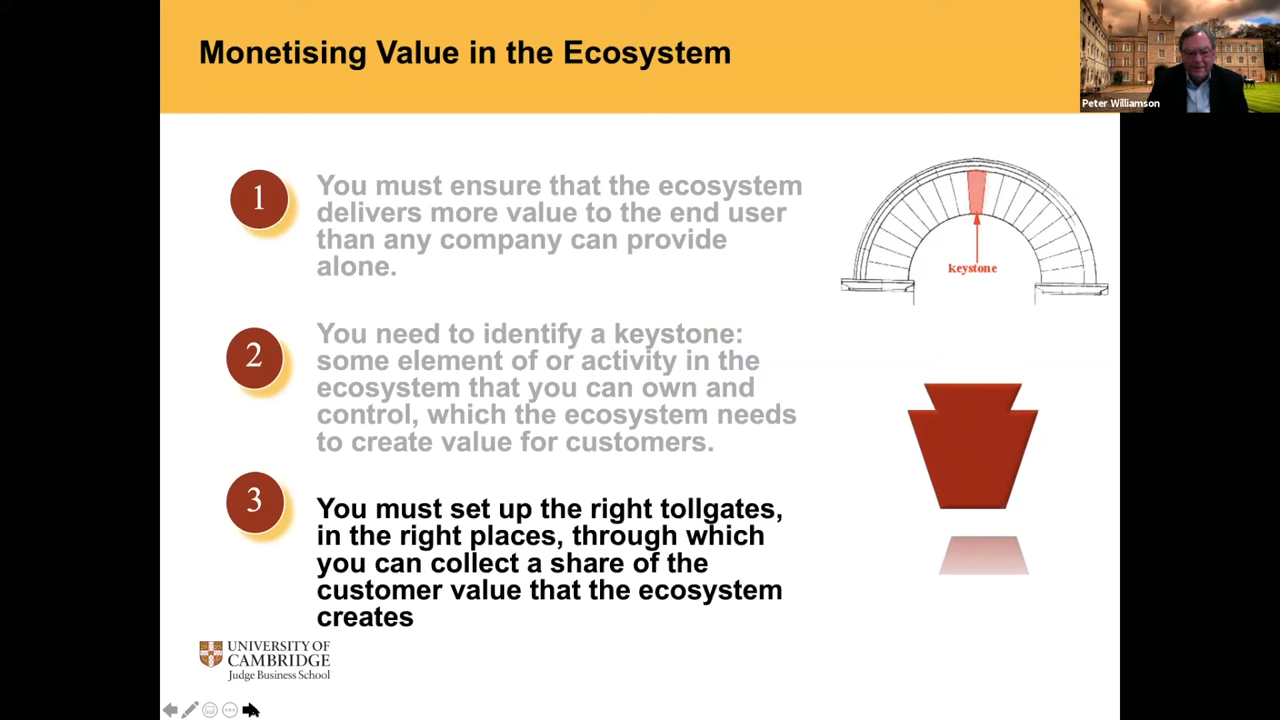 Monetising Value in the Ecosystem
Peter Williamson
1
You must ensure that the ecosystem
delivers more value to the end user
than any company can provide
alone.
keystone
2
You need to identify a keystone:
some element of or activity in the
ecosystem that you can own and
control, which the ecosystem needs
to create value for customers.
3
You must set up the right tollgates,
in the right places, through which
you can collect a share of the
customer value that the ecosystem
creates
UNIVERSITY OF
CAMBRIDGE
Judge Business School